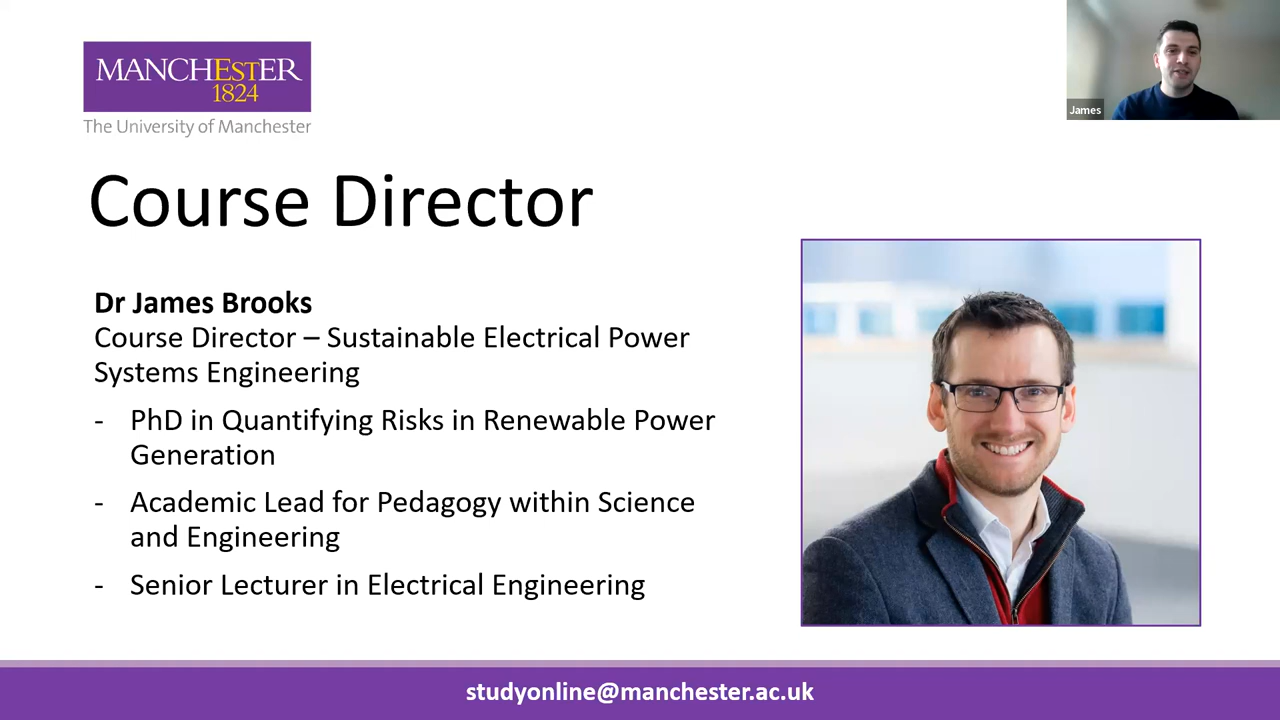 MANCHESTER
1824
The University of Manchester
James
Course Director
Dr James Brooks
Course Director – Sustainable Electrical Power
Systems Engineering
- PhD in Quantifying Risks in Renewable Power
Generation
- Academic Lead for Pedagogy within Science
and Engineering
- Senior Lecturer in Electrical Engineering
studyonline@manchester.ac.uk